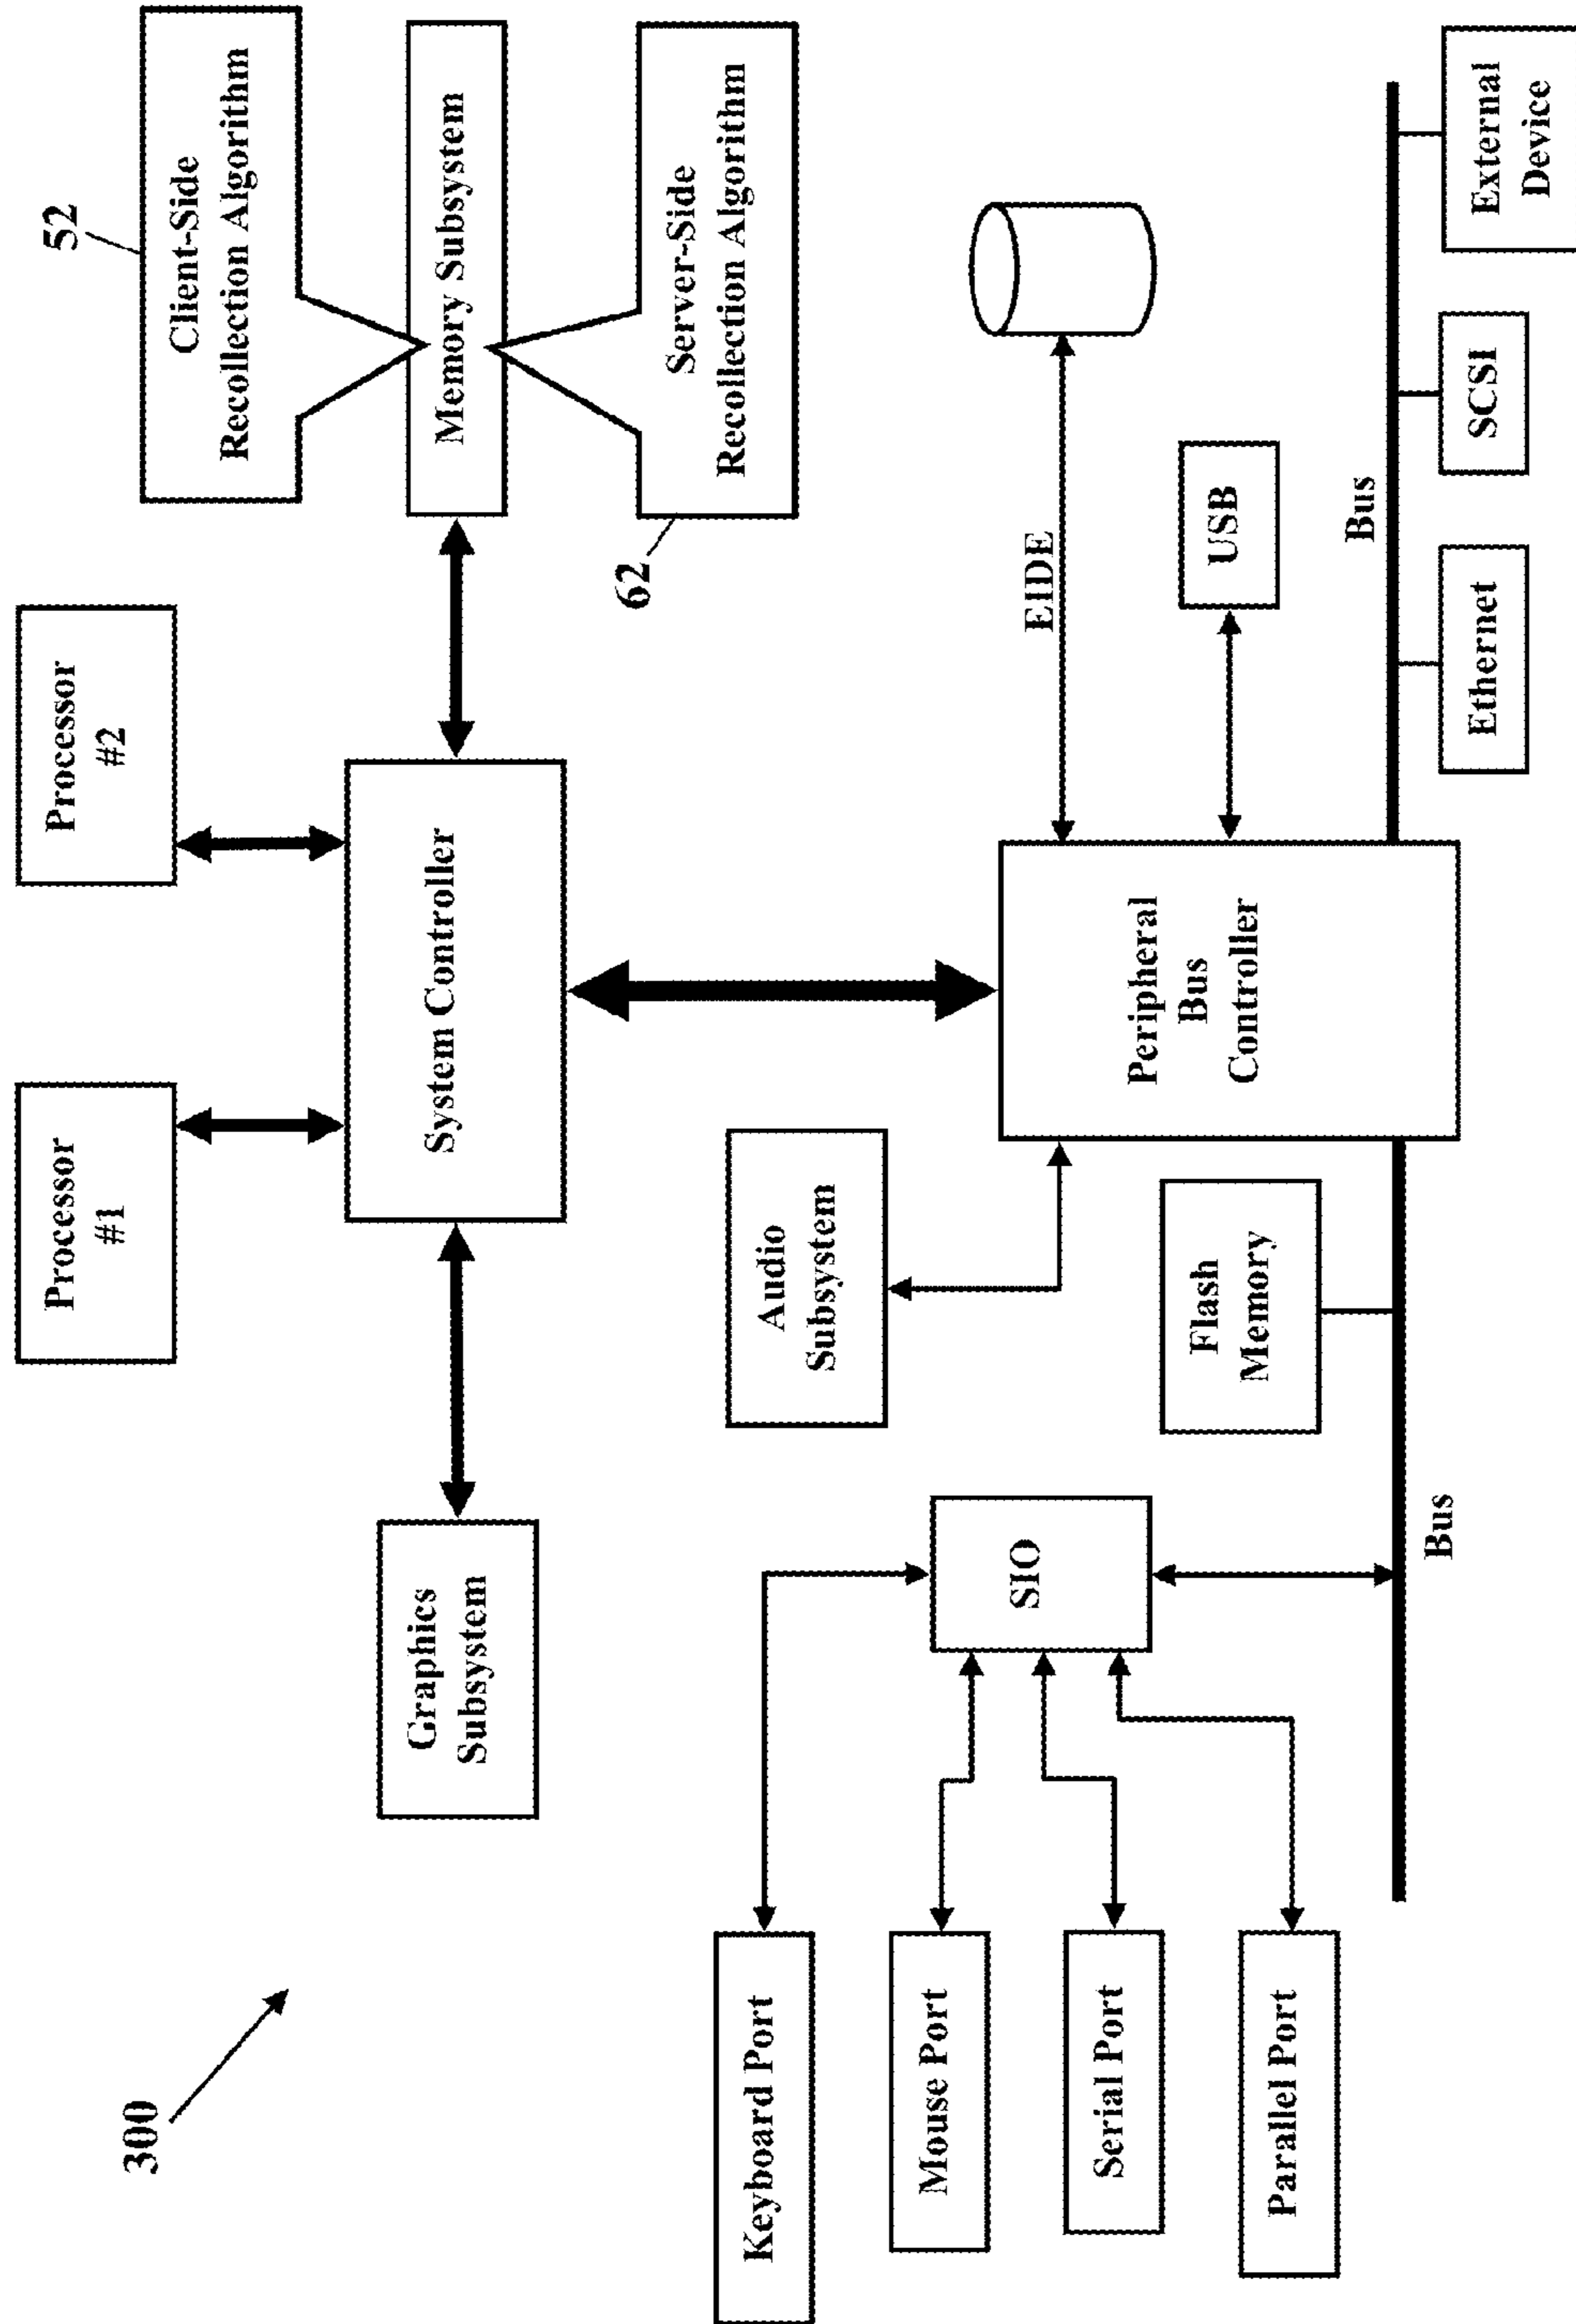 300
52
Processor
#1
Processor
#2
Client-Side
Recollection Algorithm
Graphics
Subsystem
System Controller
Memory Subsystem
62
Server-Side
Recollection Algorithm
Keyboard Port
Mouse Port
Serial Port
Parallel Port
SIO
Audio
Subsystem
Flash
Memory
Peripheral
Bus
Controller
EIDE
USB
Bus
Bus
Ethernet
SCSI
External
Device